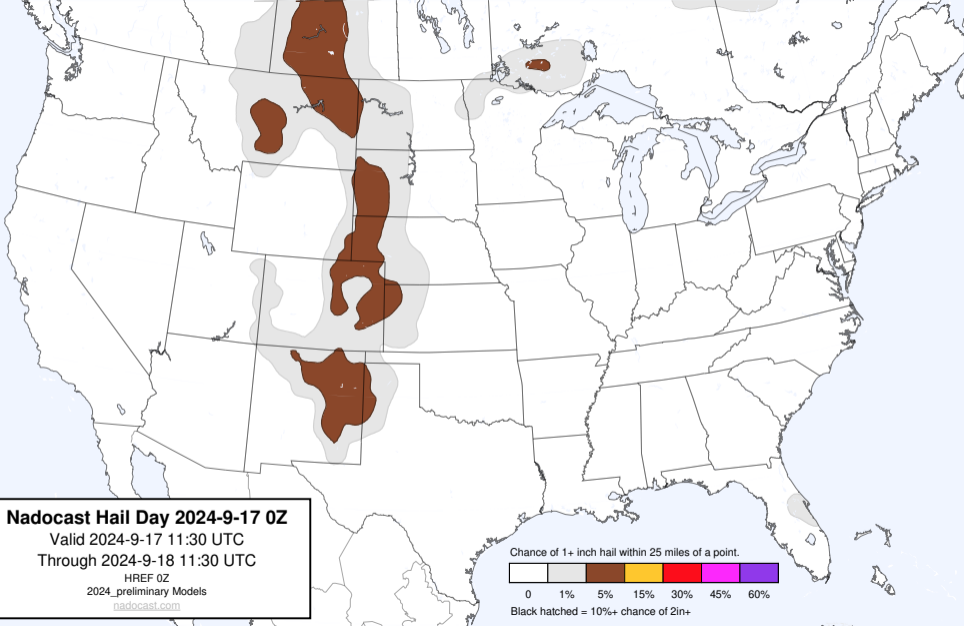 Nadocast Hail Day 2024-9-17 0Z
Valid 2024-9-17 11:30 UTC
Through 2024-9-18 11:30 UTC
HREF 0Z
2024_preliminary Models
nadocast.com
Chance of 1+ inch hail within 25 miles of a point.
0 1% 5% 15% 30% 45% 60%
Black hatched = 10%+ chance of 2in+